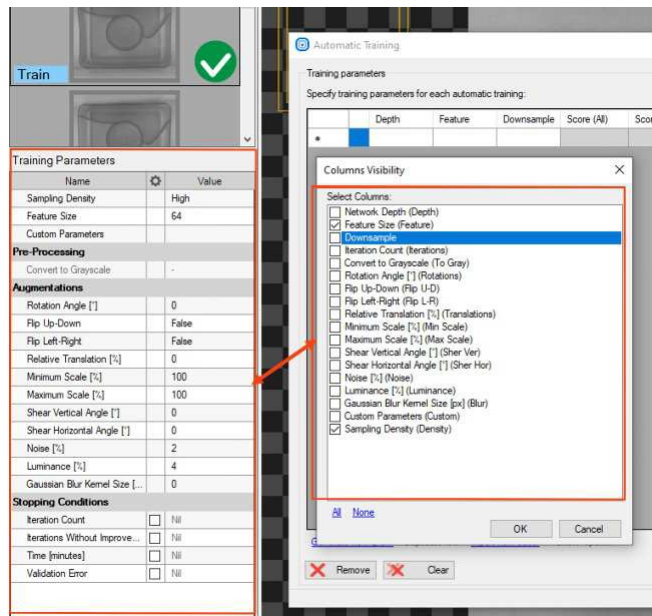 Train
Training Parameters
Name Value
Sampling Density High
Feature Size 64
Custom Parameters
Pre-Processing
Convert to Grayscale -
Augmentations
Rotation Angle [°] 0
Flip Up-Down False
Flip Left-Right False
Relative Translation [%] 0
Minimum Scale [%] 100
Maximum Scale [%] 100
Shear Vertical Angle [°] 0
Shear Horizontal Angle [°] 0
Noise [%] 2
Luminance [%] 4
Gaussian Blur Kernel Size [... 0
Stopping Conditions
Iteration Count Nil
Iterations Without Improve... Nil
Time [minutes] Nil
Validation Error Nil
Automatic Training
Training parameters
Specify training parameters for each automatic training:
Depth Feature Downsample Score (All) Scor
Columns Visibility
Select Columns:
Network Depth (Depth)
Feature Size (Feature)
Downsample
Iteration Count (Iterations)
Convert to Grayscale (To Gray)
Rotation Angle [°] (Rotations)
Flip Up-Down (Flip U-D)
Flip Left-Right (Flip L-R)
Relative Translation [%] (Translations)
Minimum Scale [%] (Min Scale)
Maximum Scale [%] (Max Scale)
Shear Vertical Angle [°] (Sher Ver)
Shear Horizontal Angle [°] (Sher Hor)
Noise [%] (Noise)
Luminance [%] (Luminance)
Gaussian Blur Kernel Size [px] (Blur)
Custom Parameters (Custom)
Sampling Density (Density)
All None
OK Cancel
Remove Clear